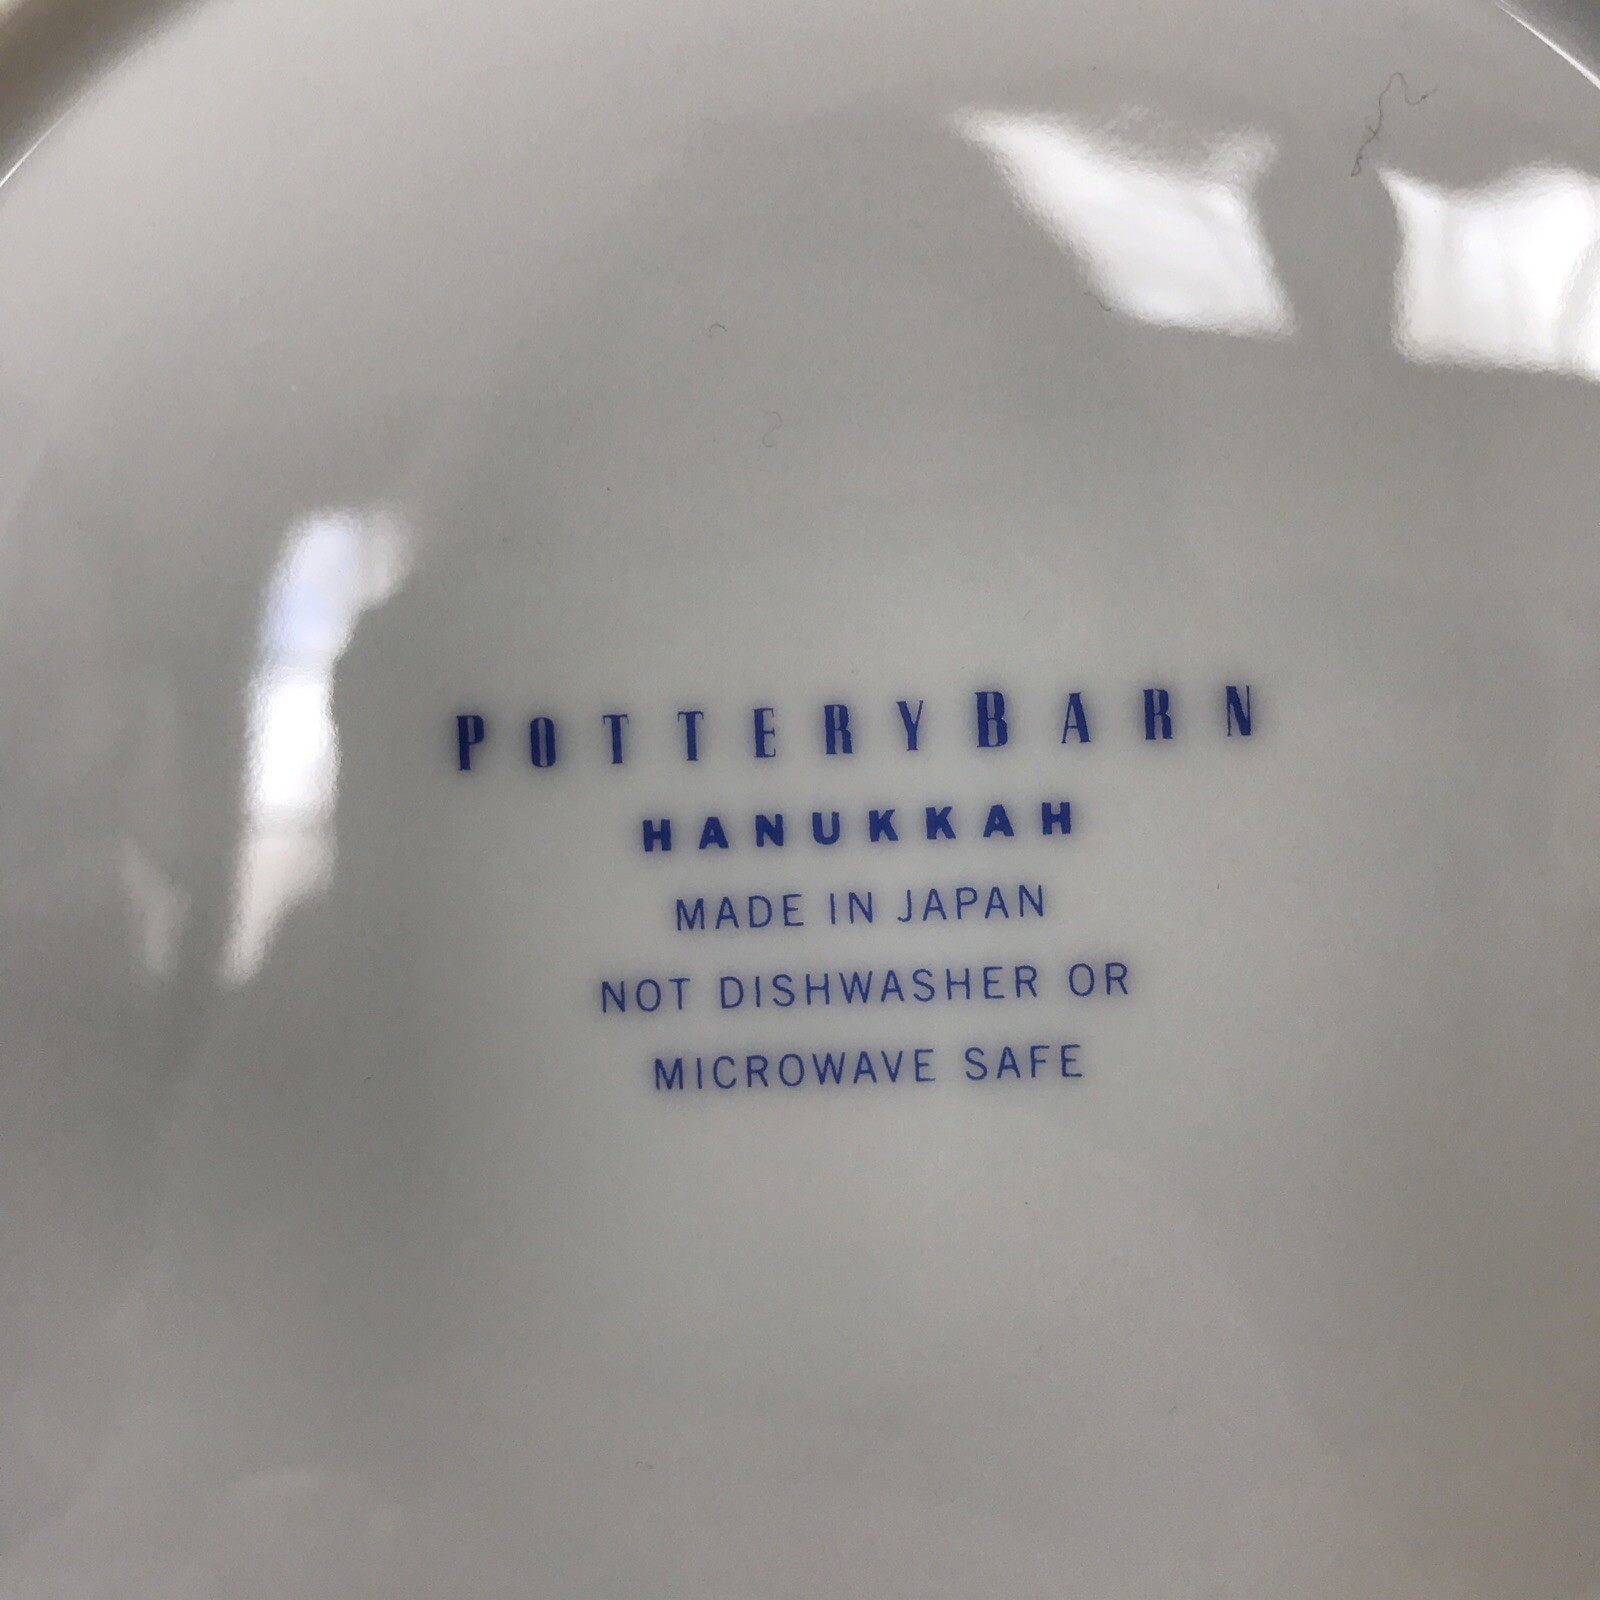 POTTERYBARN
HANUKKAH
MADE IN JAPAN
NOT DISHWASHER OR
MICROWAVE SAFE